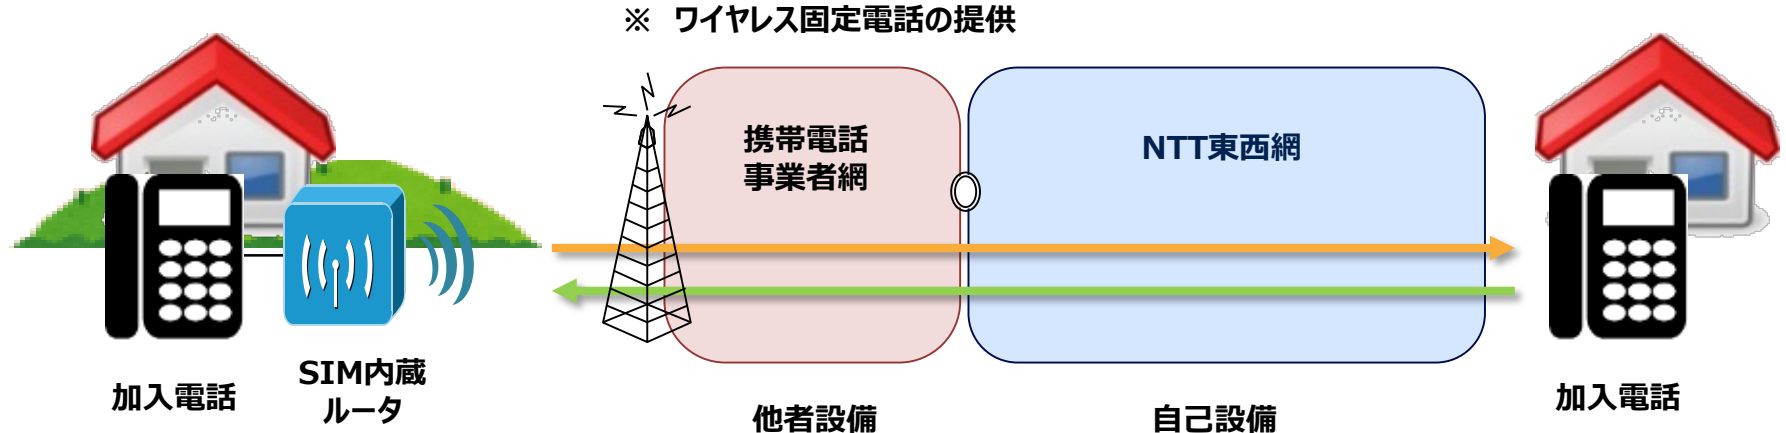 ※ ワイヤレス固定電話の提供
携帯電話
事業者網
NTT東西網
加入電話
SIM内蔵
ルータ
他者設備
自己設備
加入電話